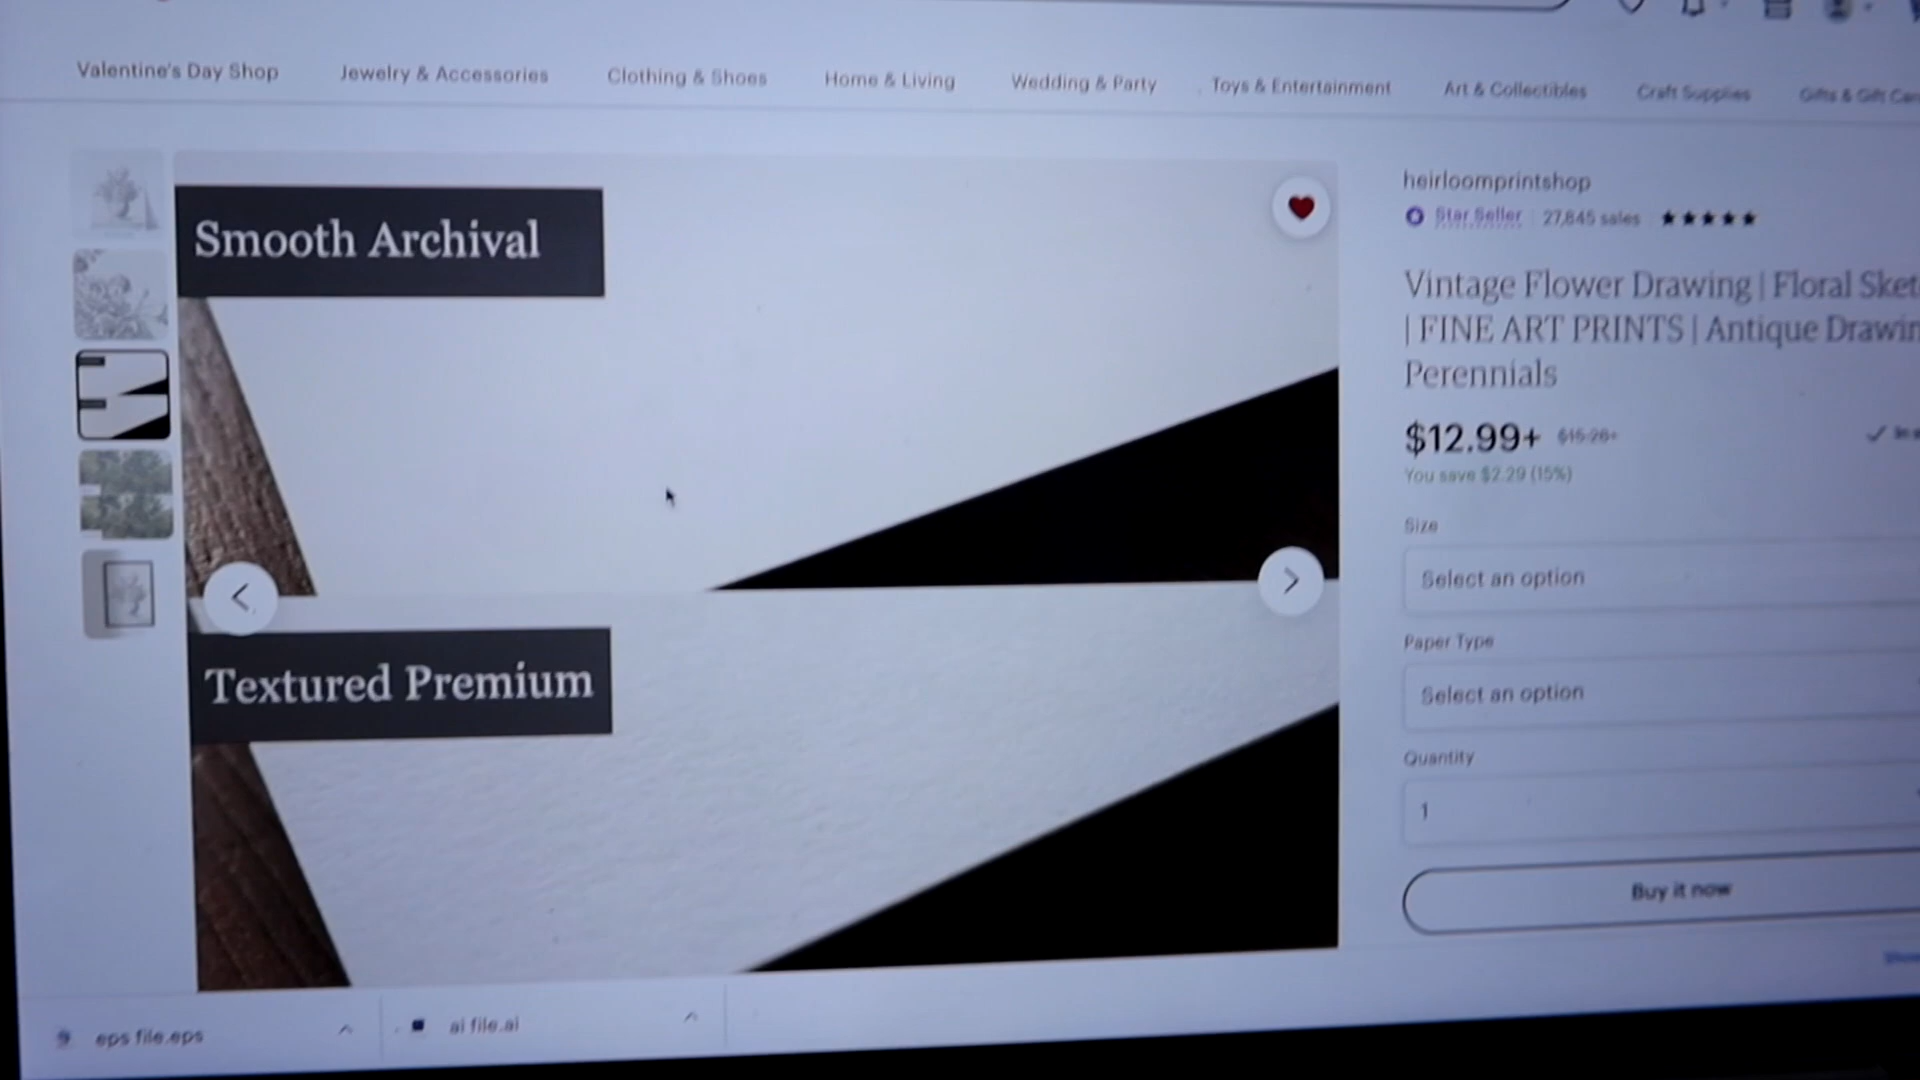 Valentine's Day Shop
Jewelry & Accessories
Clothing & Shoes
Home & Living
Wedding & Party
Toys & Entertainment
Art & Collectibles
Craft Supplies
Gifts & Gift
Smooth Archival
Textured Premium
heirloomprintshop
Star Seller
27,845 sales
Vintage Flower Drawing | Floral
| FINE ART PRINTS | Antique
Perennials
$12.99+ $15.28+
You save $2.29 (15%)
Size
Select an option
Paper Type
Select an option
Quantity
1
Buy it now
eps file.eps
ai file.ai